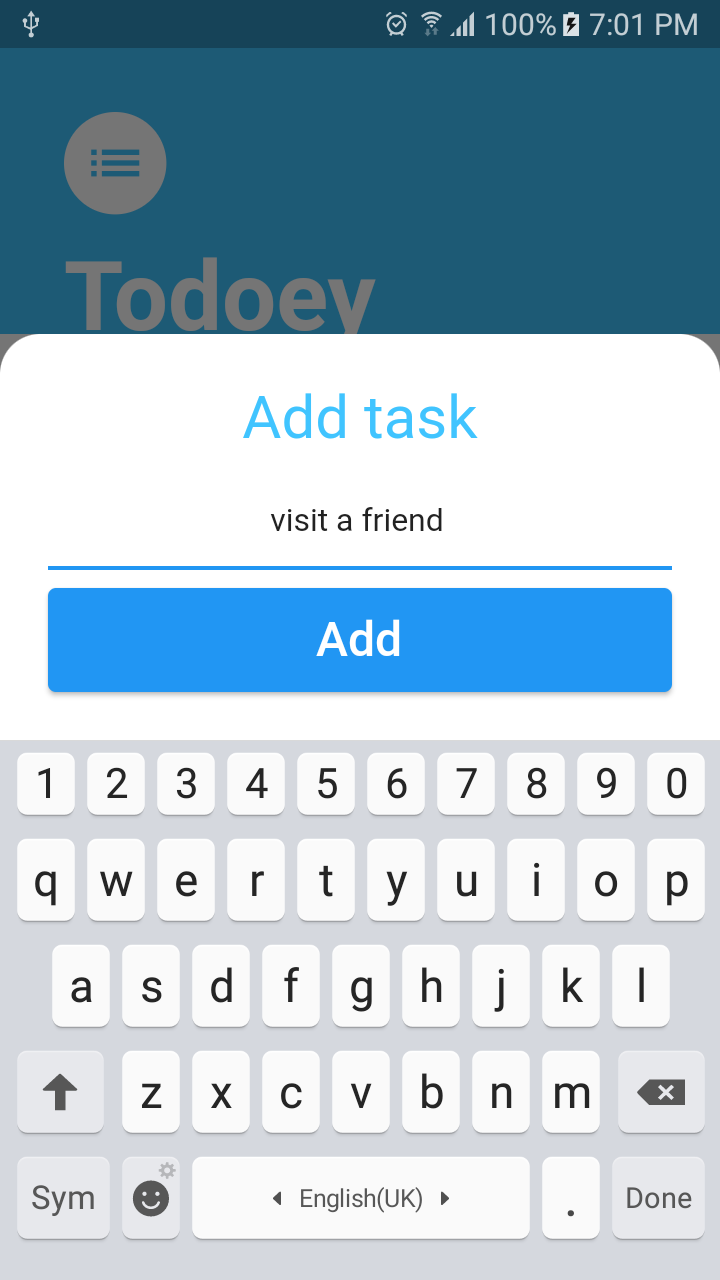 100% 7:01 PM
Todoey
Add task
visit a friend
Add
1 2 3 4 5 6 7 8 9 0
q w e r t y u i o p
a s d f g h j k l
z x c v b n m
Sym English(UK) . Done